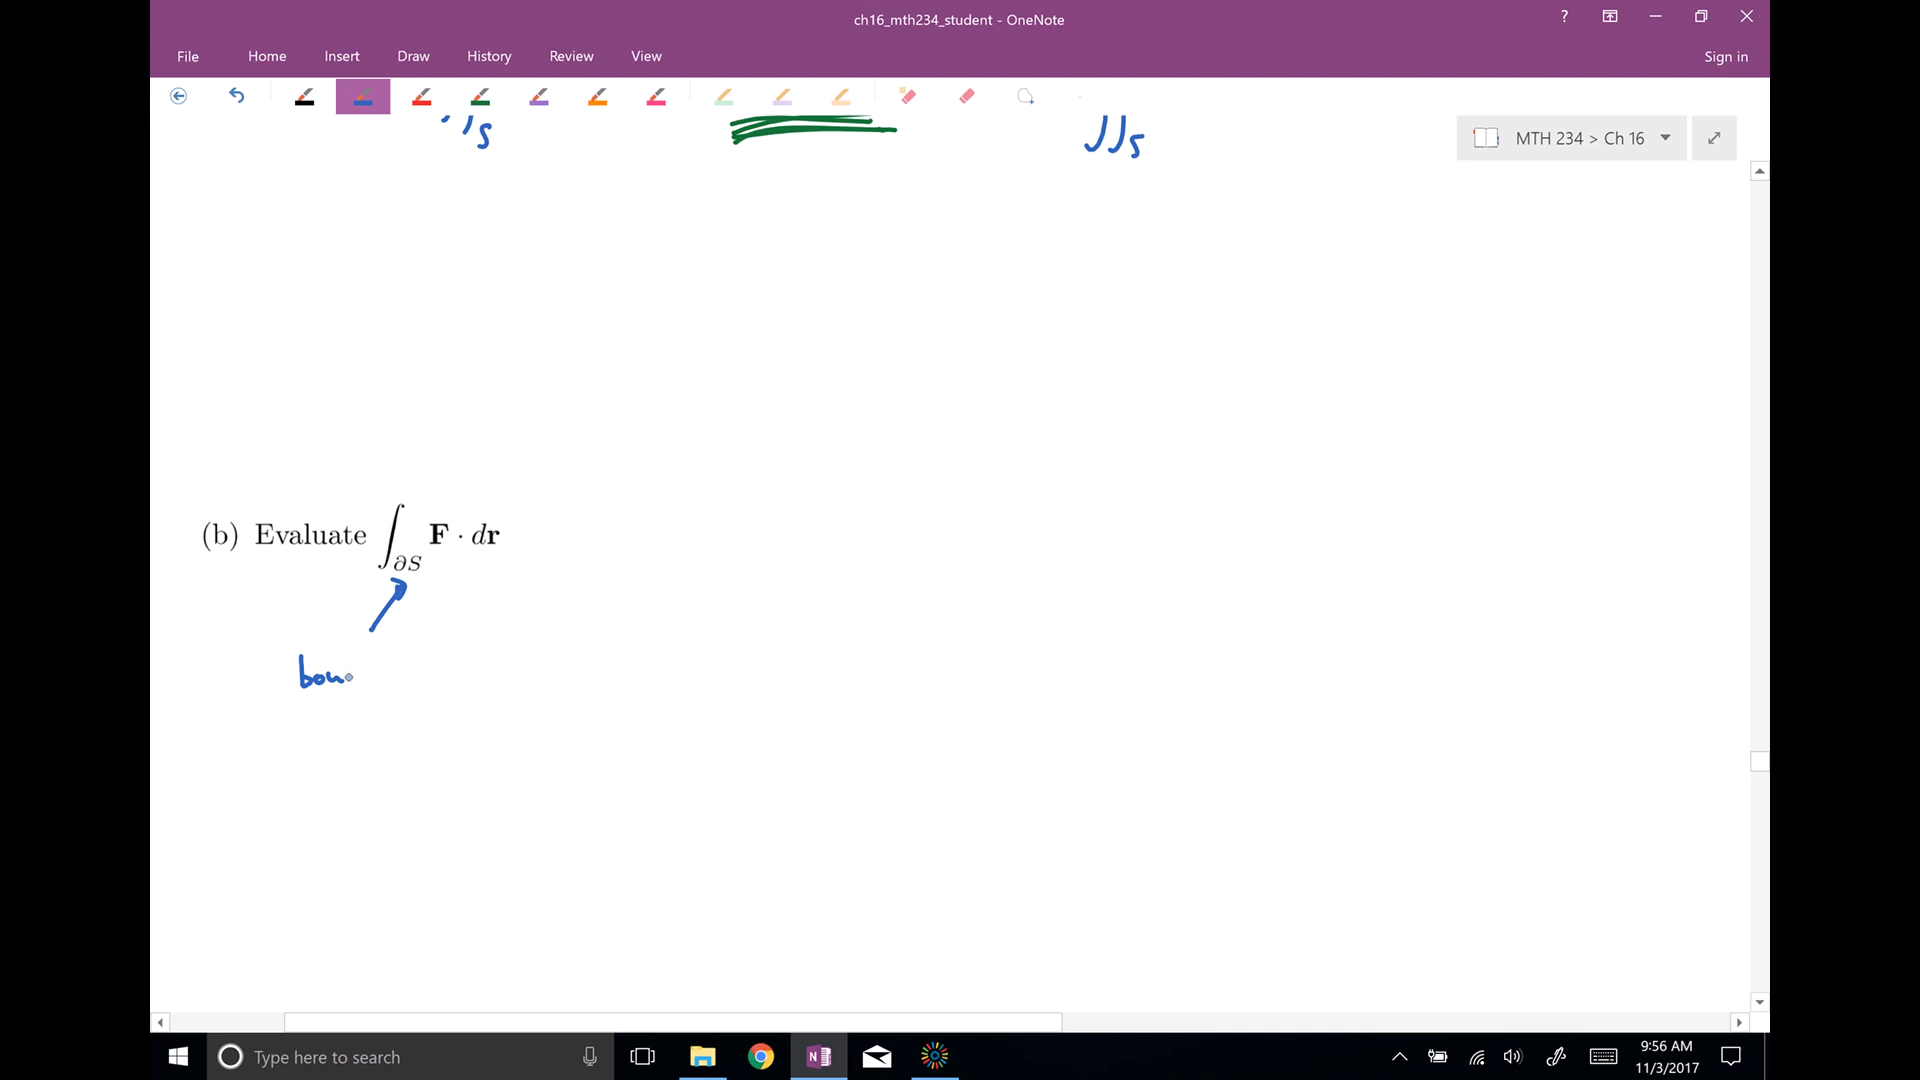 ch16_mth234_student - OneNote
?
File Home Insert Draw History Review View
Sign in
MTH 234 > Ch 16
∫∫S
(b) Evaluate ∫∂S F · dr
bou
Type here to search
N
9:56 AM
11/3/2017